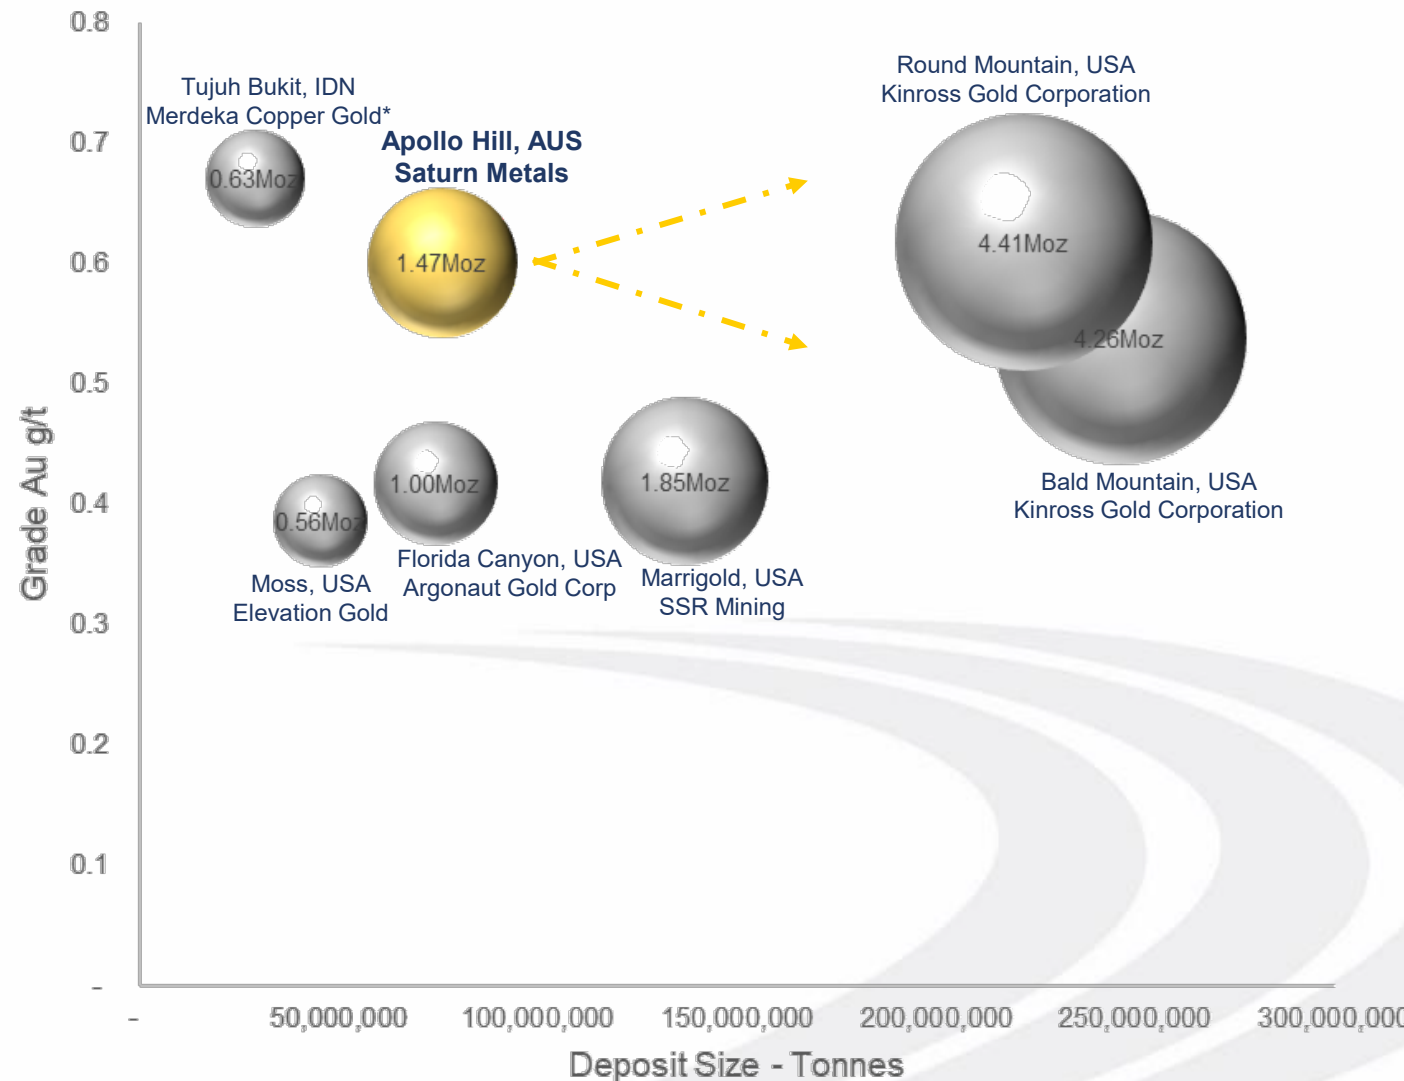 0.8
0.7
0.6
0.5
0.4
0.3
0.2
0.1
-
Grade Au g/t
Tujuh Bukit, IDN
Merdeka Copper Gold*
0.63Moz
Apollo Hill, AUS
Saturn Metals
1.47Moz
Round Mountain, USA
Kinross Gold Corporation
4.41Moz
4.26Moz
Bald Mountain, USA
Kinross Gold Corporation
0.56Moz
Moss, USA
Elevation Gold
1.00Moz
Florida Canyon, USA
Argonaut Gold Corp
1.85Moz
Marrigold, USA
SSR Mining
-
50,000,000
100,000,000
150,000,000
200,000,000
250,000,000
300,000,000
Deposit Size - Tonnes